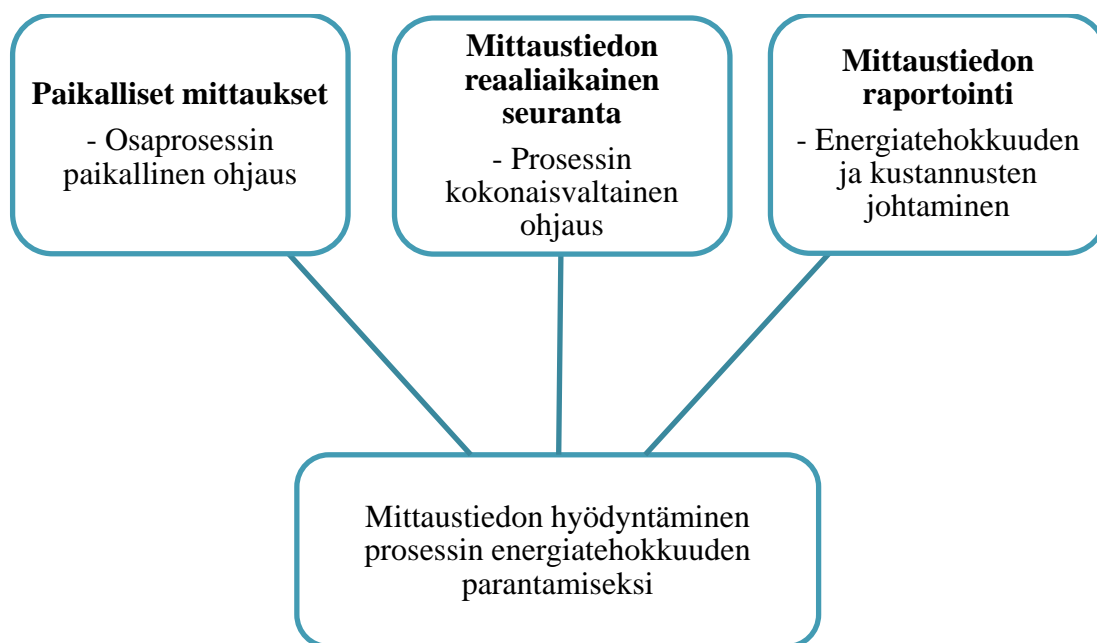 Paikalliset mittaukset
- Osaprosessin
paikallinen ohjaus
Mittaustiedon
reaaliaikainen
seuranta
- Prosessin
kokonaisvaltainen
ohjaus
Mittaustiedon
raportointi
- Energiatehokkuuden
ja kustannusten
johtaminen
Mittaustiedon hyödyntäminen
prosessin energiatehokkuuden
parantamiseksi